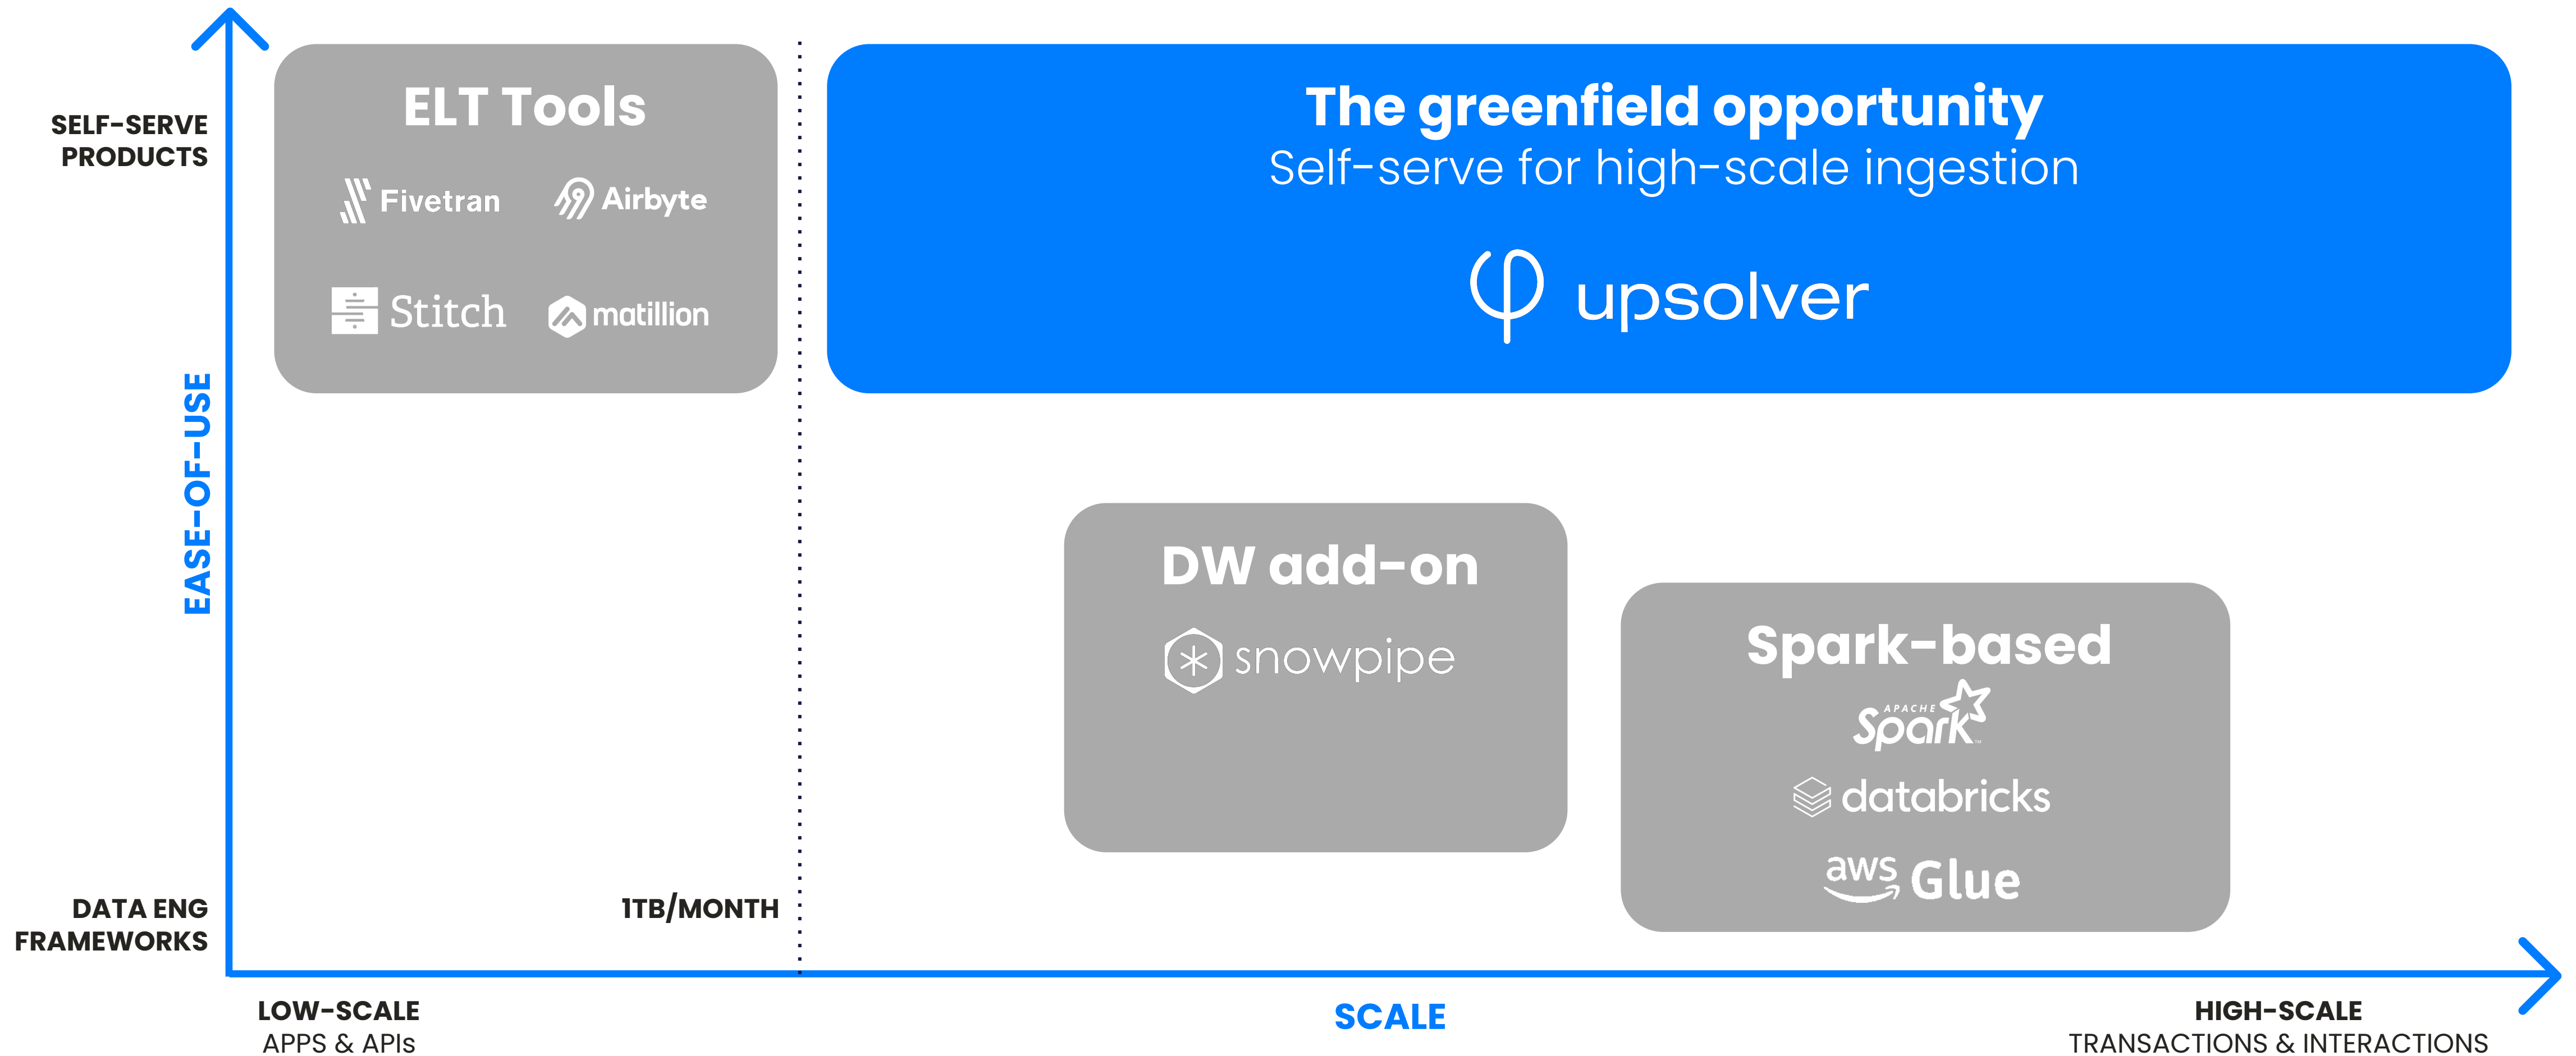 SELF-SERVE
PRODUCTS
EASE-OF-USE
DATA ENG
FRAMEWORKS
ELT Tools
Fivetran
Airbyte
Stitch
matillion
The greenfield opportunity
Self-serve for high-scale ingestion
upsolver
DW add-on
snowpipe
Spark-based
APACHE
Spark™
databricks
aws Glue
1TB/MONTH
LOW-SCALE
APPS & APIs
SCALE
HIGH-SCALE
TRANSACTIONS & INTERACTIONS